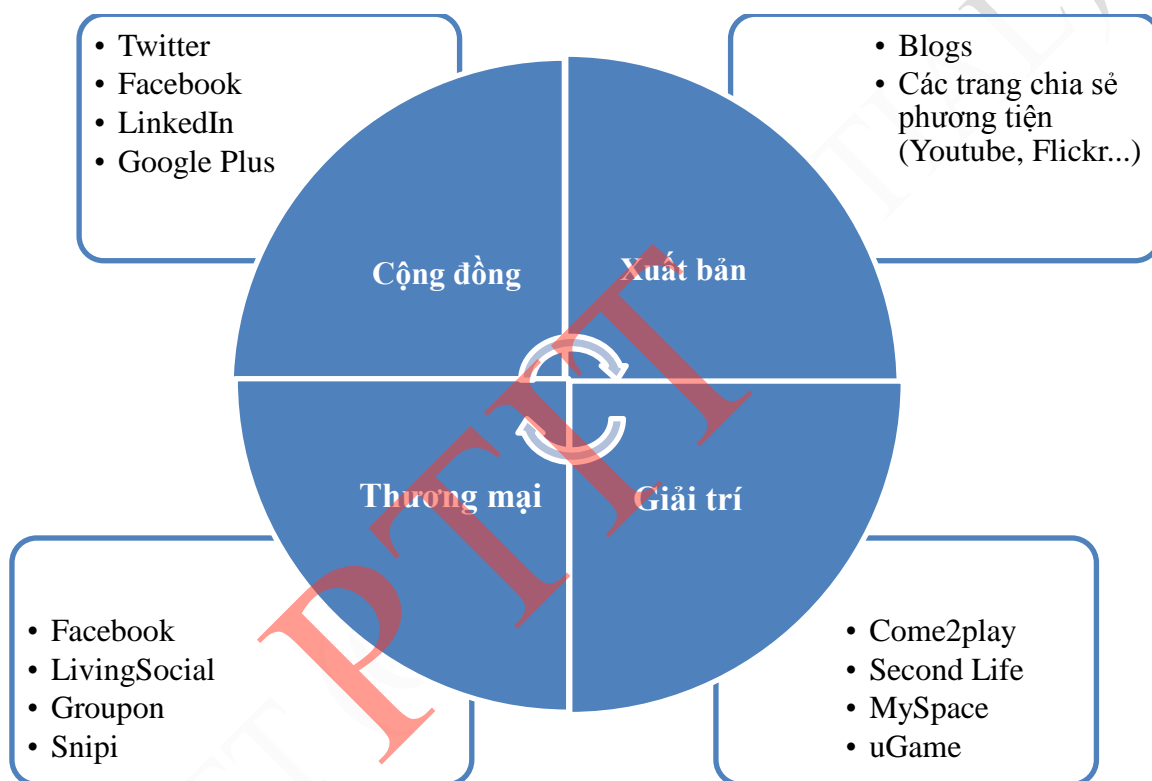 • Twitter
• Facebook
• LinkedIn
• Google Plus
• Blogs
• Các trang chia sẻ
phương tiện
(Youtube, Flickr...)
Cộng đồng
Xuất bản
Thương mại
Giải trí
• Facebook
• LivingSocial
• Groupon
• Snipi
• Come2play
• Second Life
• MySpace
• uGame
PTIT